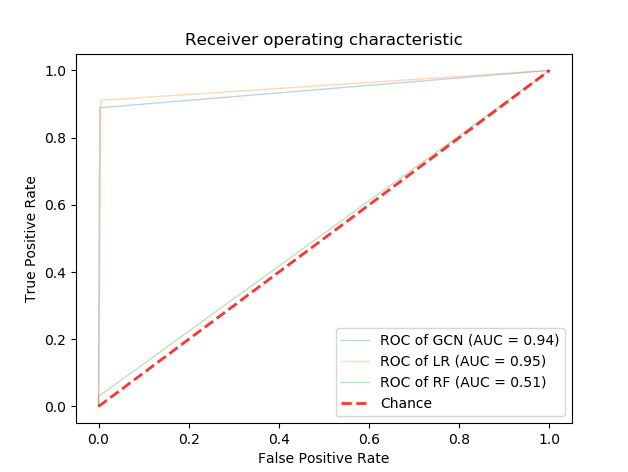 Receiver operating characteristic
True Positive Rate
1.0
0.8
0.6
0.4
0.2
0.0
ROC of GCN (AUC = 0.94)
ROC of LR (AUC = 0.95)
ROC of RF (AUC = 0.51)
Chance
0.0 0.2 0.4 0.6 0.8 1.0
False Positive Rate